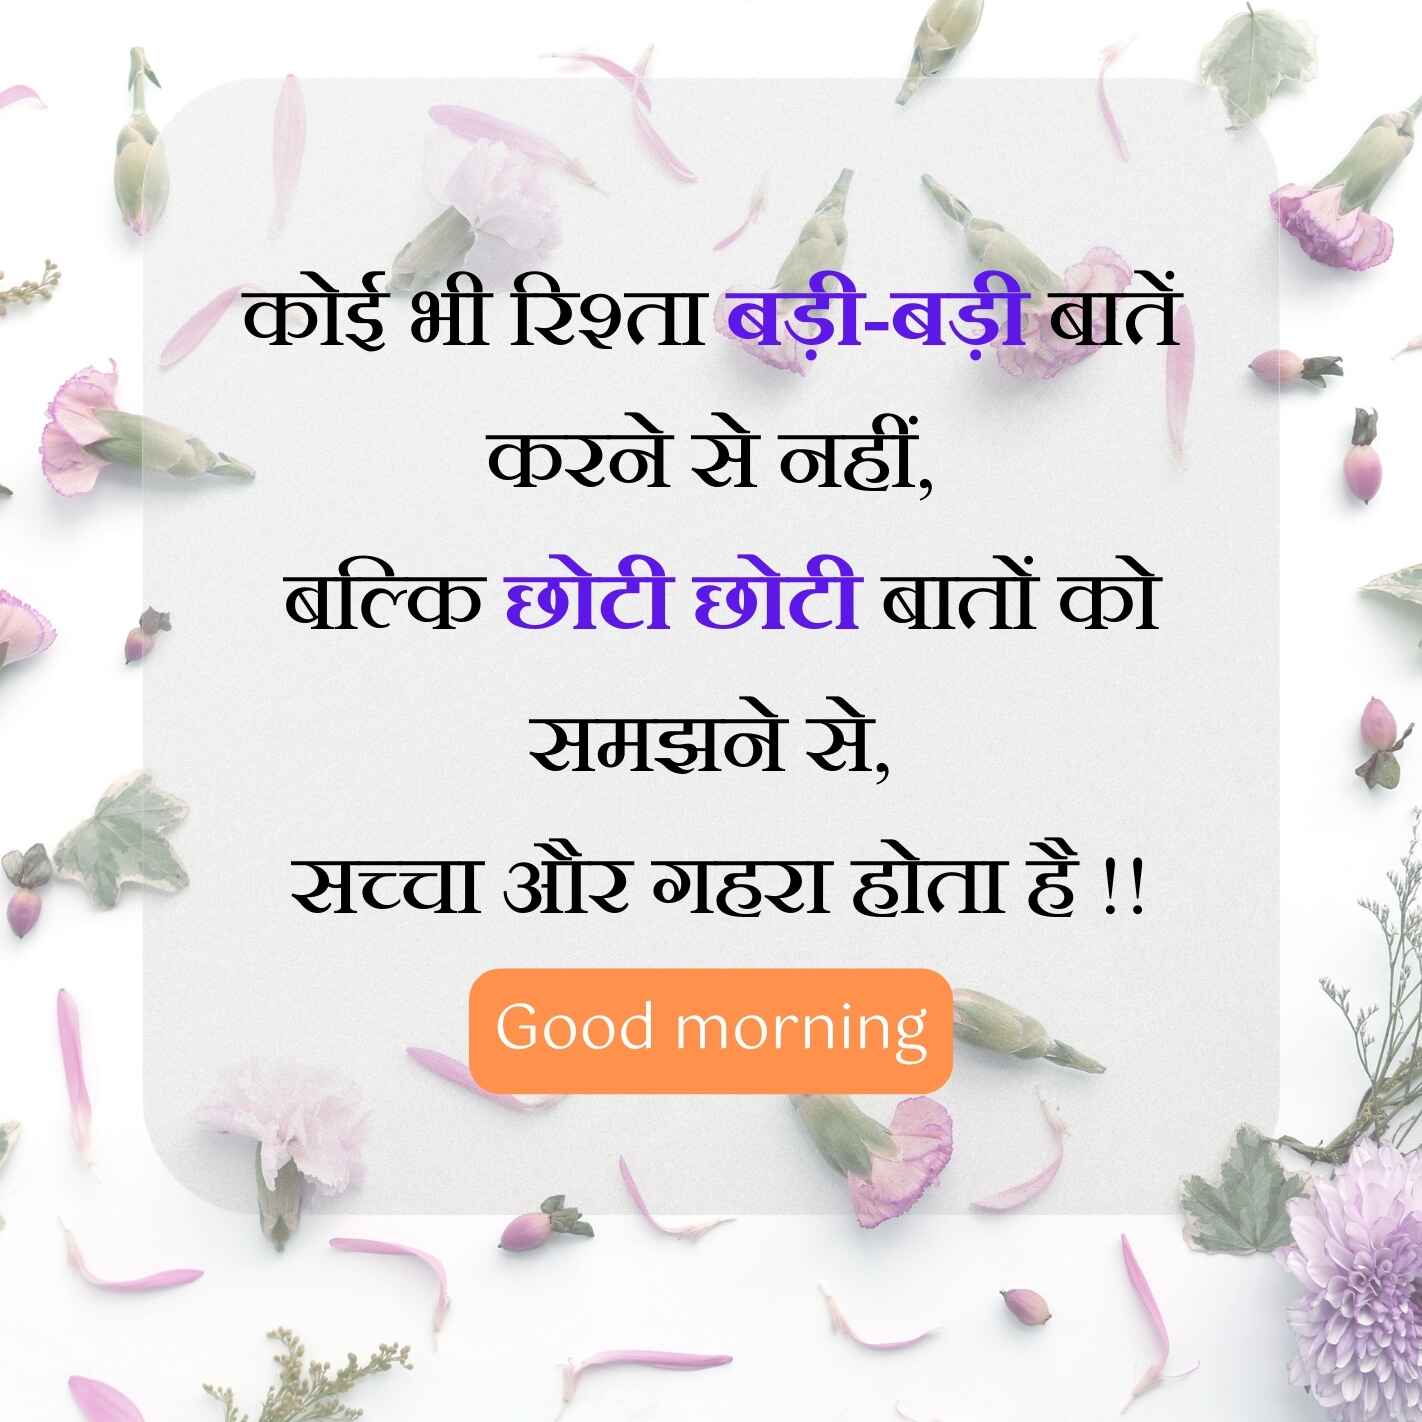 कोई भी रिश्ता बड़ी-बड़ी बातें
करने से नहीं,
बल्कि छोटी छोटी बातों को
समझने से,
सच्चा और गहरा होता है !!
Good morning